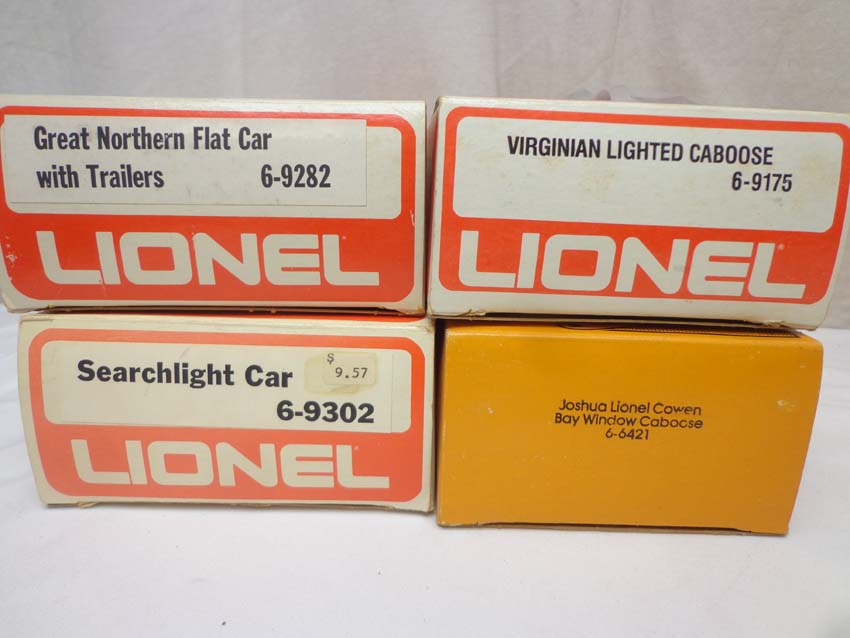 Great Northern Flat Car
with Trailers 6-9282
LIONEL
VIRGINIAN LIGHTED CABOOSE
6-9175
LIONEL®
Searchlight Car
$ 9.57
6-9302
LIONEL
Joshua Lionel Cowen
Bay Window Caboose
6-6421